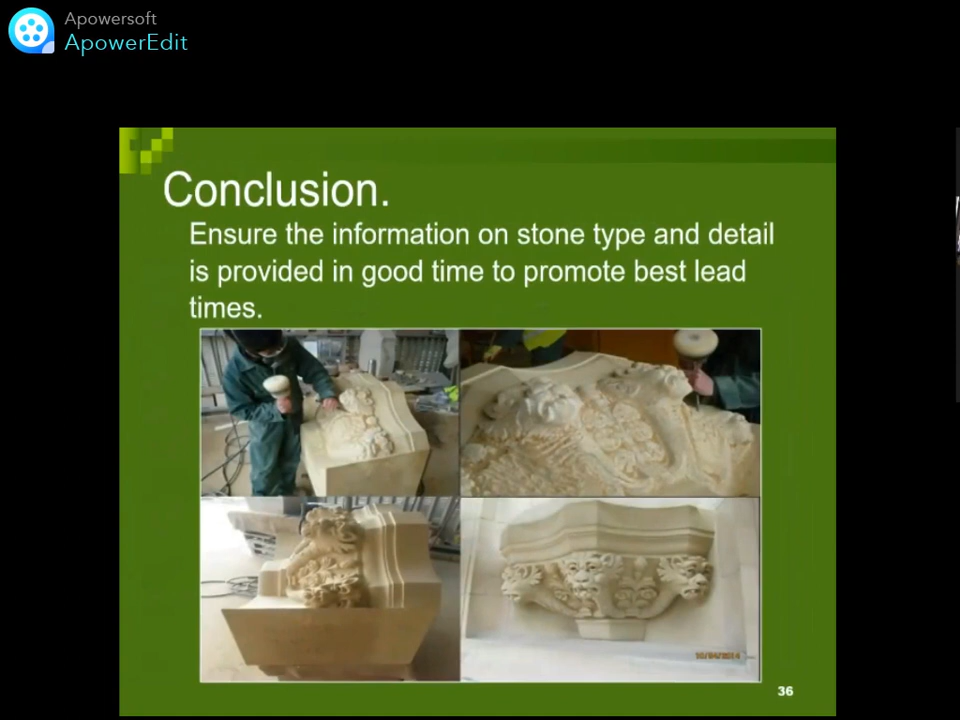 Apowersoft
ApowerEdit
Conclusion.
Ensure the information on stone type and detail
is provided in good time to promote best lead
times.
36